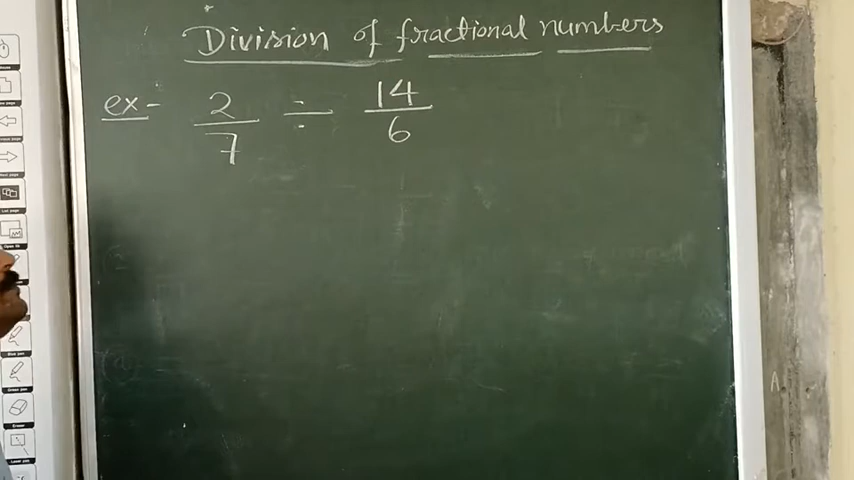 Division of fractional numbers
ex- 2/7 ÷ 14/6